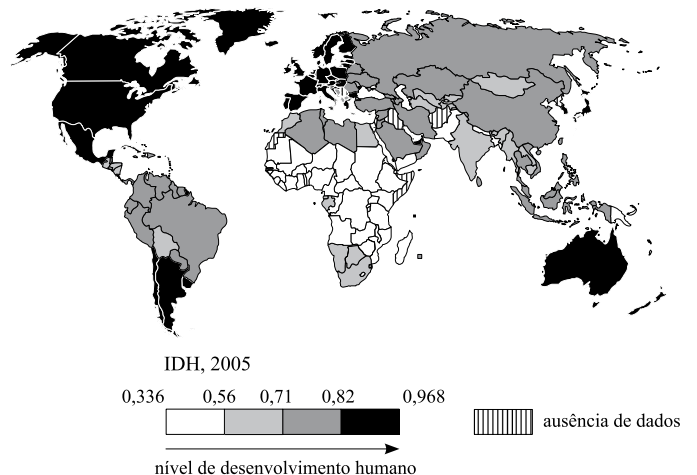 IDH, 2005
0,336 0,56 0,71 0,82 0,968
ausência de dados
nível de desenvolvimento humano